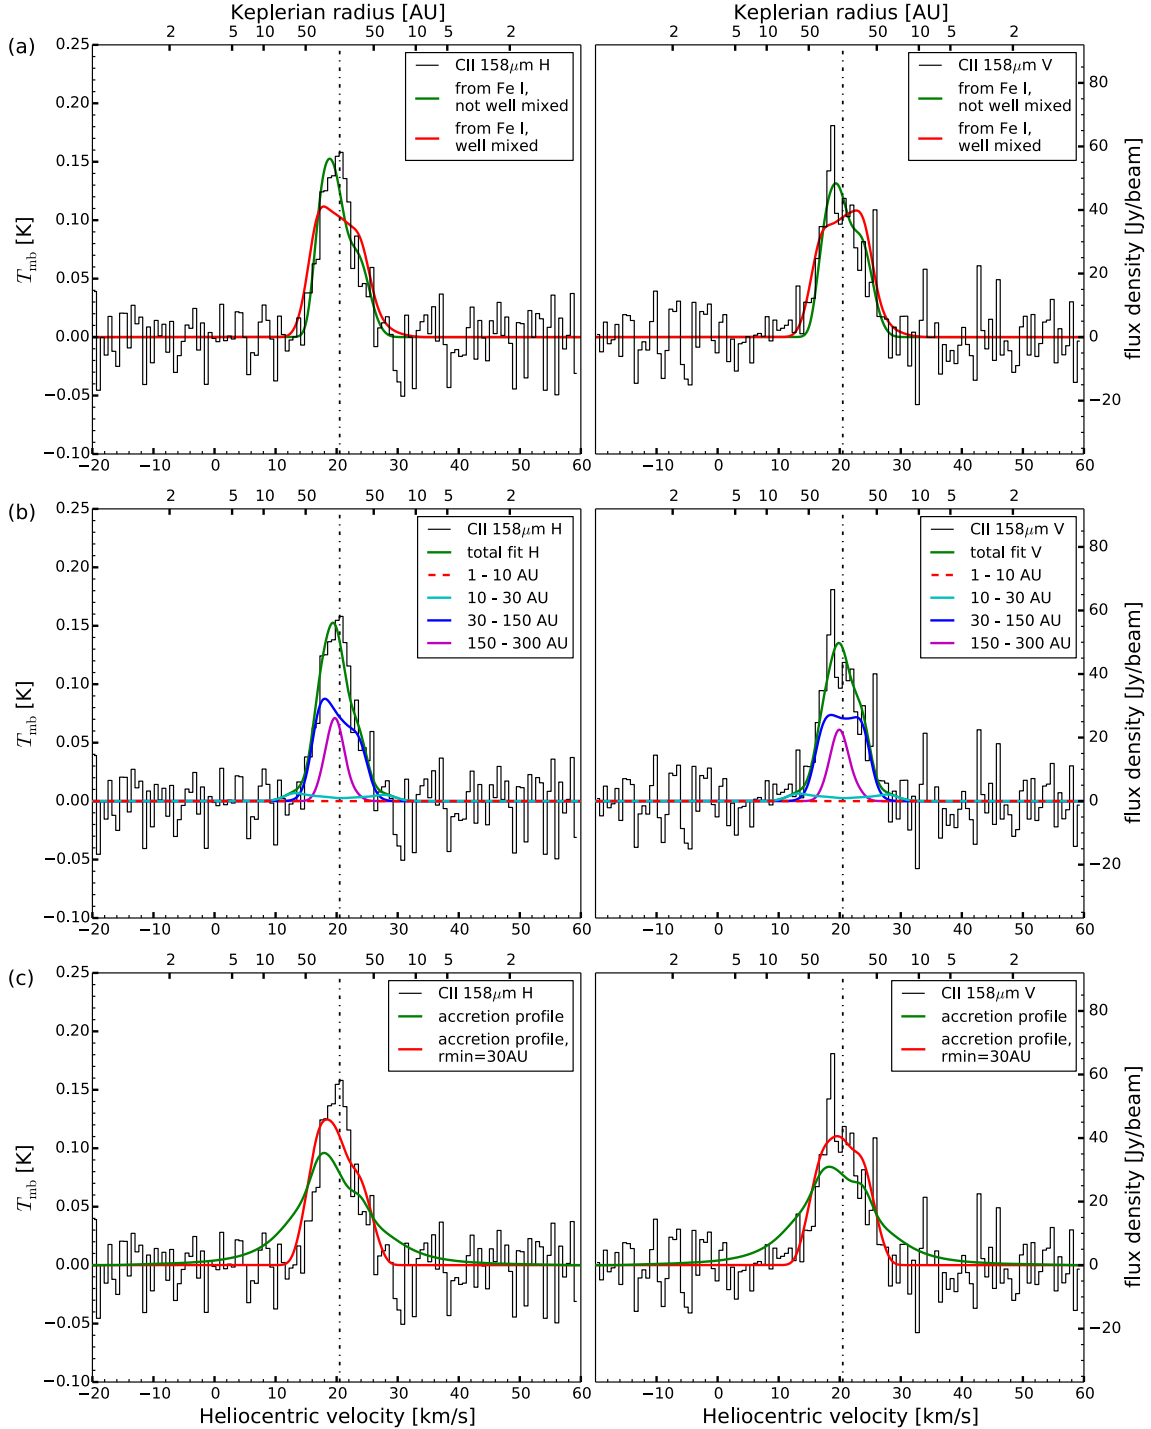 Keplerian radius [AU] Keplerian radius [AU]
(a)
2 5 10 50 50 10 5 2
2 5 10 50 50 10 5 2
CII 158μm H
from Fe I,
not well mixed
from Fe I,
well mixed
CII 158μm V
from Fe I,
not well mixed
from Fe I,
well mixed
0.25
0.20
0.15
0.10
0.05
0.00
−0.05
−0.10
Tmb [K]
80
60
40
20
0
−20
flux density [Jy/beam]
−20 −10 0 10 20 30 40 50 60
−10 0 10 20 30 40 50 60
(b)
2 5 10 50 50 10 5 2
2 5 10 50 50 10 5 2
CII 158μm H
total fit H
1 - 10 AU
10 - 30 AU
30 - 150 AU
150 - 300 AU
CII 158μm V
total fit V
1 - 10 AU
10 - 30 AU
30 - 150 AU
150 - 300 AU
0.25
0.20
0.15
0.10
0.05
0.00
−0.05
−0.10
Tmb [K]
80
60
40
20
0
−20
flux density [Jy/beam]
−20 −10 0 10 20 30 40 50 60
−10 0 10 20 30 40 50 60
(c)
2 5 10 50 50 10 5 2
2 5 10 50 50 10 5 2
CII 158μm H
accretion profile
accretion profile,
rmin=30AU
CII 158μm V
accretion profile
accretion profile,
rmin=30AU
0.25
0.20
0.15
0.10
0.05
0.00
−0.05
−0.10
Tmb [K]
80
60
40
20
0
−20
flux density [Jy/beam]
−20 −10 0 10 20 30 40 50 60
−10 0 10 20 30 40 50 60
Heliocentric velocity [km/s] Heliocentric velocity [km/s]